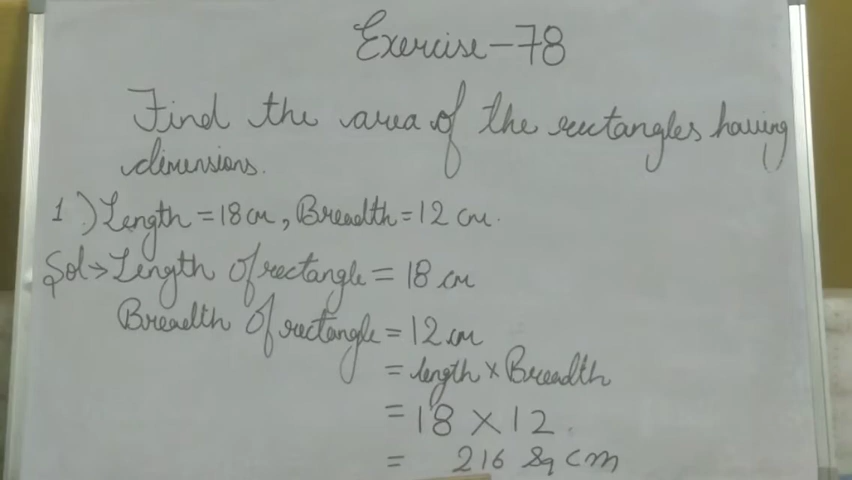 Exercise-78
Find the area of the rectangles having
dimensions.
1) Length = 18 cm, Breadth = 12 cm.
Sol → Length Of rectangle = 18 cm
Breadth Of rectangle = 12 cm
= length × Breadth
= 18 × 12.
= 216 Sq cm